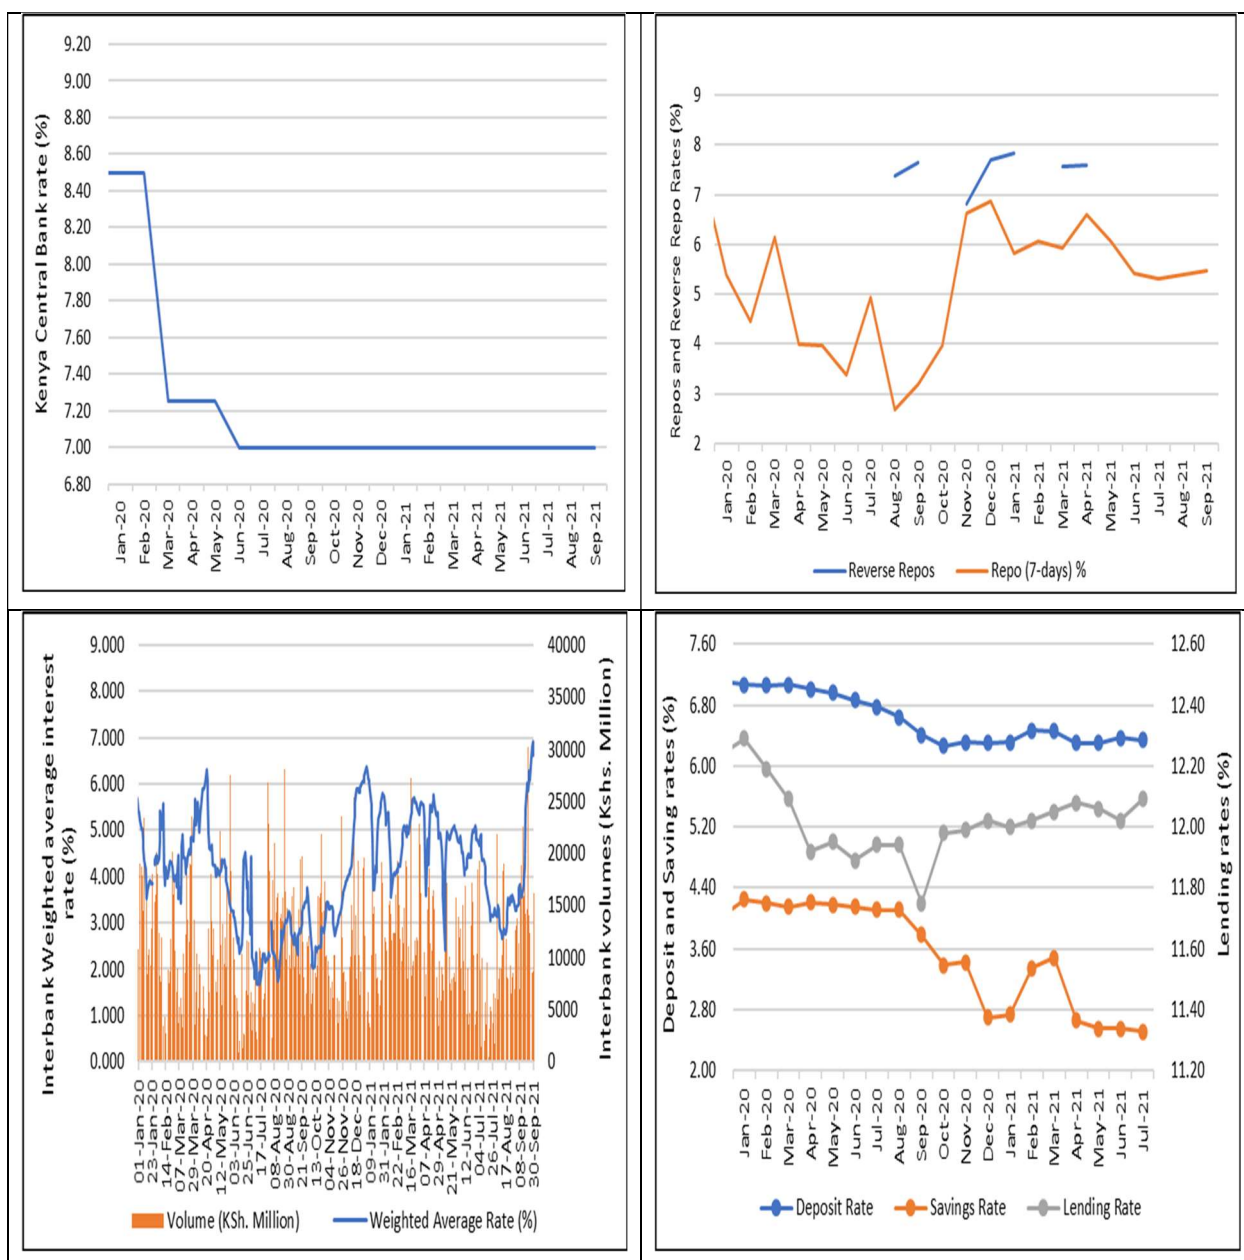 Kenya Central Bank rate (%)
9.20
9.00
8.80
8.60
8.40
8.20
8.00
7.80
7.60
7.40
7.20
7.00
6.80
Jan-20
Feb-20
Mar-20
Apr-20
May-20
Jun-20
Jul-20
Aug-20
Sep-20
Oct-20
Nov-20
Dec-20
Jan-21
Feb-21
Mar-21
Apr-21
May-21
Jun-21
Jul-21
Aug-21
Sep-21
Repos and Reverse Repo Rates (%)
9
8
7
6
5
4
3
2
Jan-20
Feb-20
Mar-20
Apr-20
May-20
Jun-20
Jul-20
Aug-20
Sep-20
Oct-20
Nov-20
Dec-20
Jan-21
Feb-21
Mar-21
Apr-21
May-21
Jun-21
Jul-21
Aug-21
Sep-21
Reverse Repos
Repo (7-days) %
Interbank Weighted average interest
rate (%)
9.000
8.000
7.000
6.000
5.000
4.000
3.000
2.000
1.000
0.000
40000
35000
30000
25000
20000
15000
10000
5000
0
Interbank volumes (Kshs. Million)
01-Jan-20
23-Jan-20
14-Feb-20
07-Mar-20
29-Mar-20
20-Apr-20
12-May-20
03-Jun-20
25-Jun-20
17-Jul-20
08-Aug-20
30-Aug-20
21-Sep-20
13-Oct-20
04-Nov-20
26-Nov-20
18-Dec-20
09-Jan-21
31-Jan-21
22-Feb-21
16-Mar-21
07-Apr-21
29-Apr-21
21-May-21
12-Jun-21
04-Jul-21
26-Jul-21
17-Aug-21
08-Sep-21
30-Sep-21
Volume (KSh. Million)
Weighted Average Rate (%)
Deposit and Saving rates (%)
7.60
6.80
6.00
5.20
4.40
3.60
2.80
2.00
12.60
12.40
12.20
12.00
11.80
11.60
11.40
11.20
Lending rates (%)
Jan-20
Feb-20
Mar-20
Apr-20
May-20
Jun-20
Jul-20
Aug-20
Sep-20
Oct-20
Nov-20
Dec-20
Jan-21
Feb-21
Mar-21
Apr-21
May-21
Jun-21
Jul-21
Deposit Rate
Savings Rate
Lending Rate